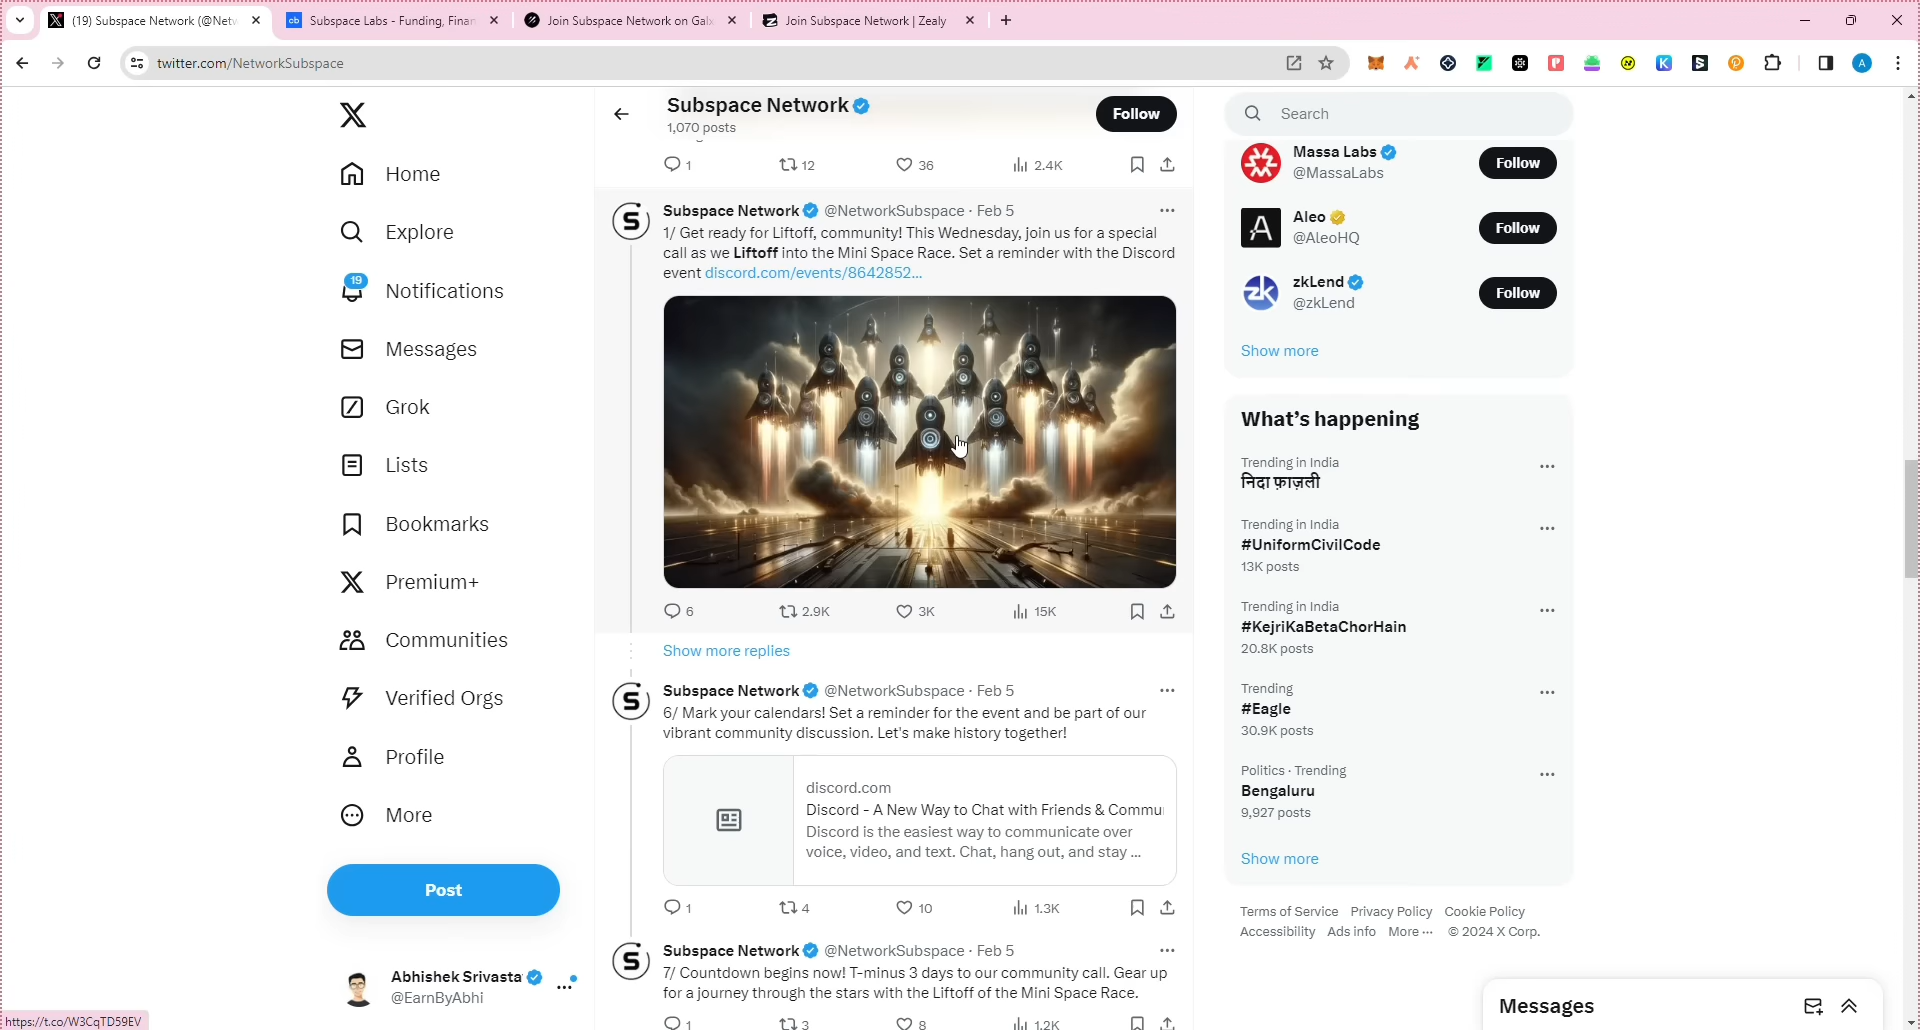 (19) Subspace Network (@Netw
Subspace Labs - Funding, Finan
Join Subspace Network on Gal
Join Subspace Network | Zealy
twitter.com/NetworkSubspace
Home
Explore
19
Notifications
Messages
Grok
Lists
Bookmarks
Premium+
Communities
Verified Orgs
Profile
More
Post
Abhishek Srivasta
@EarnByAbhi
https://t.co/W3CqTD59EV
Subspace Network
1,070 posts
Follow
1 12 36 2.4K
Subspace Network @NetworkSubspace · Feb 5
1/ Get ready for Liftoff, community! This Wednesday, join us for a special
call as we Liftoff into the Mini Space Race. Set a reminder with the Discord
event discord.com/events/8642852...
6 2.9K 3K 15K
Show more replies
Subspace Network @NetworkSubspace · Feb 5
6/ Mark your calendars! Set a reminder for the event and be part of our
vibrant community discussion. Let's make history together!
discord.com
Discord - A New Way to Chat with Friends & Commu
Discord is the easiest way to communicate over
voice, video, and text. Chat, hang out, and stay ...
1 4 10 1.3K
Subspace Network @NetworkSubspace · Feb 5
7/ Countdown begins now! T-minus 3 days to our community call. Gear up
for a journey through the stars with the Liftoff of the Mini Space Race.
1 3 8 1.2K
Search
Massa Labs
@MassaLabs
Follow
Aleo
@AleoHQ
Follow
zkLend
@zkLend
Follow
Show more
What's happening
Trending in India
निदा फ़ाज़ली
Trending in India
#UniformCivilCode
13K posts
Trending in India
#KejriKaBetaChorHain
20.8K posts
Trending
#Eagle
30.9K posts
Politics · Trending
Bengaluru
9,927 posts
Show more
Terms of Service Privacy Policy Cookie Policy
Accessibility Ads info More ··· © 2024 X Corp.
Messages